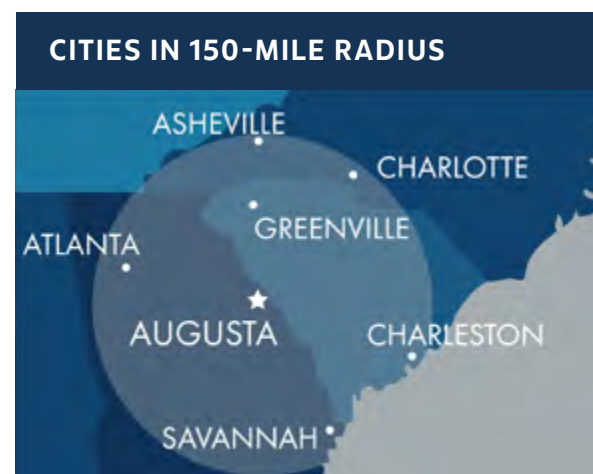 CITIES IN 150-MILE RADIUS
ASHEVILLE
CHARLOTTE
GREENVILLE
ATLANTA
AUGUSTA
CHARLESTON
SAVANNAH